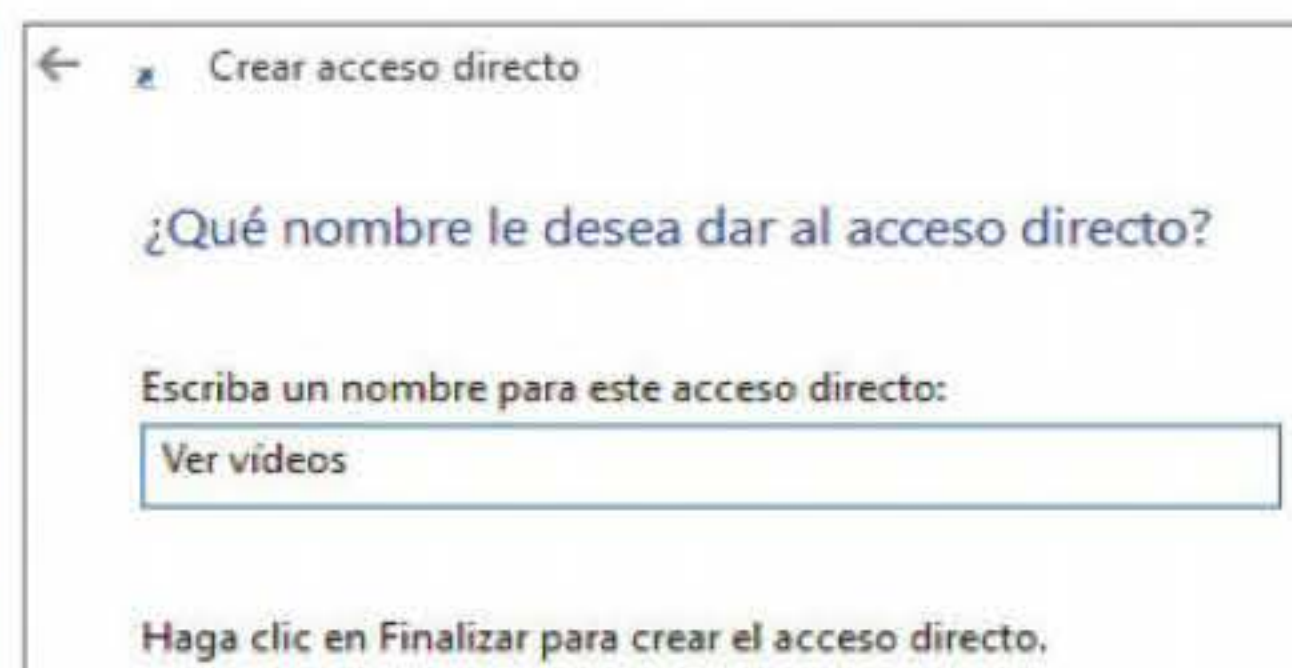 Crear acceso directo
¿Qué nombre le desea dar al acceso directo?
Escriba un nombre para este acceso directo:
Ver vídeos
Haga clic en Finalizar para crear el acceso directo.